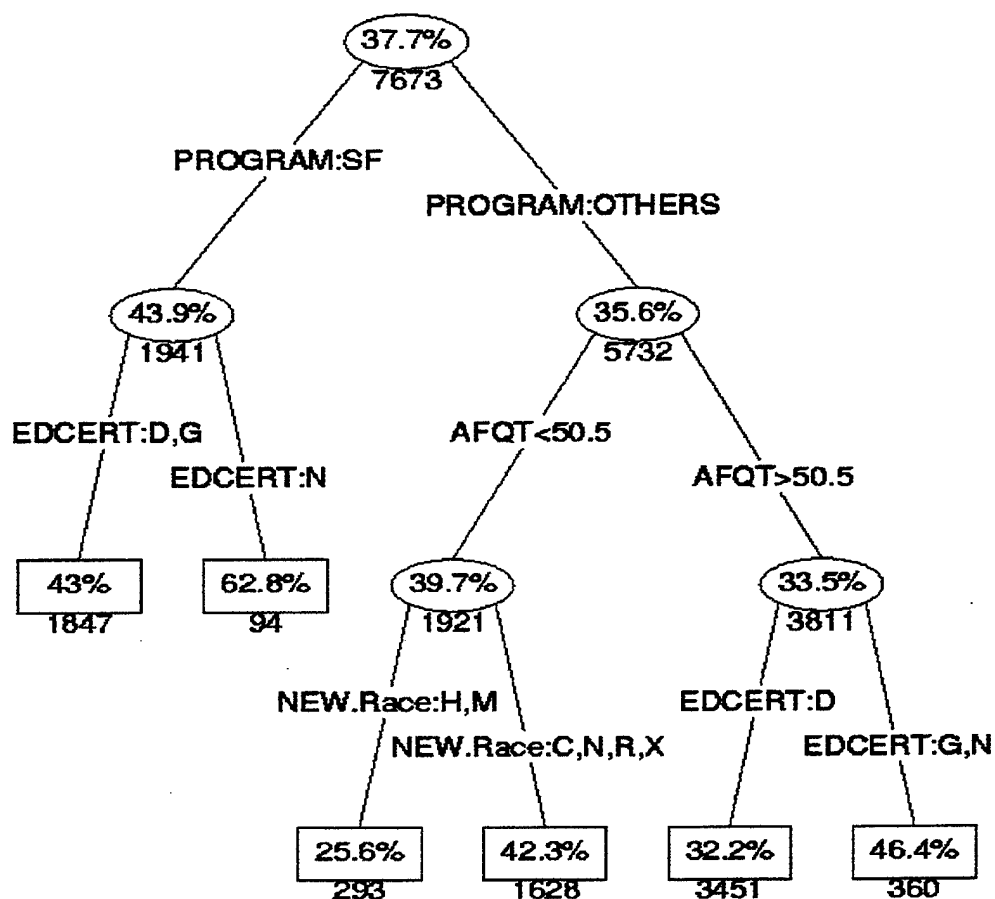 37.7%
7673
PROGRAM:SF
PROGRAM:OTHERS
43.9%
1941
35.6%
5732
EDCERT:D,G
EDCERT:N
AFQT<50.5
AFQT>50.5
43%
1847
62.8%
94
39.7%
1921
33.5%
3811
NEW.Race:H,M
NEW.Race:C,N,R,X
EDCERT:D
EDCERT:G,N
25.6%
293
42.3%
1628
32.2%
3451
46.4%
360